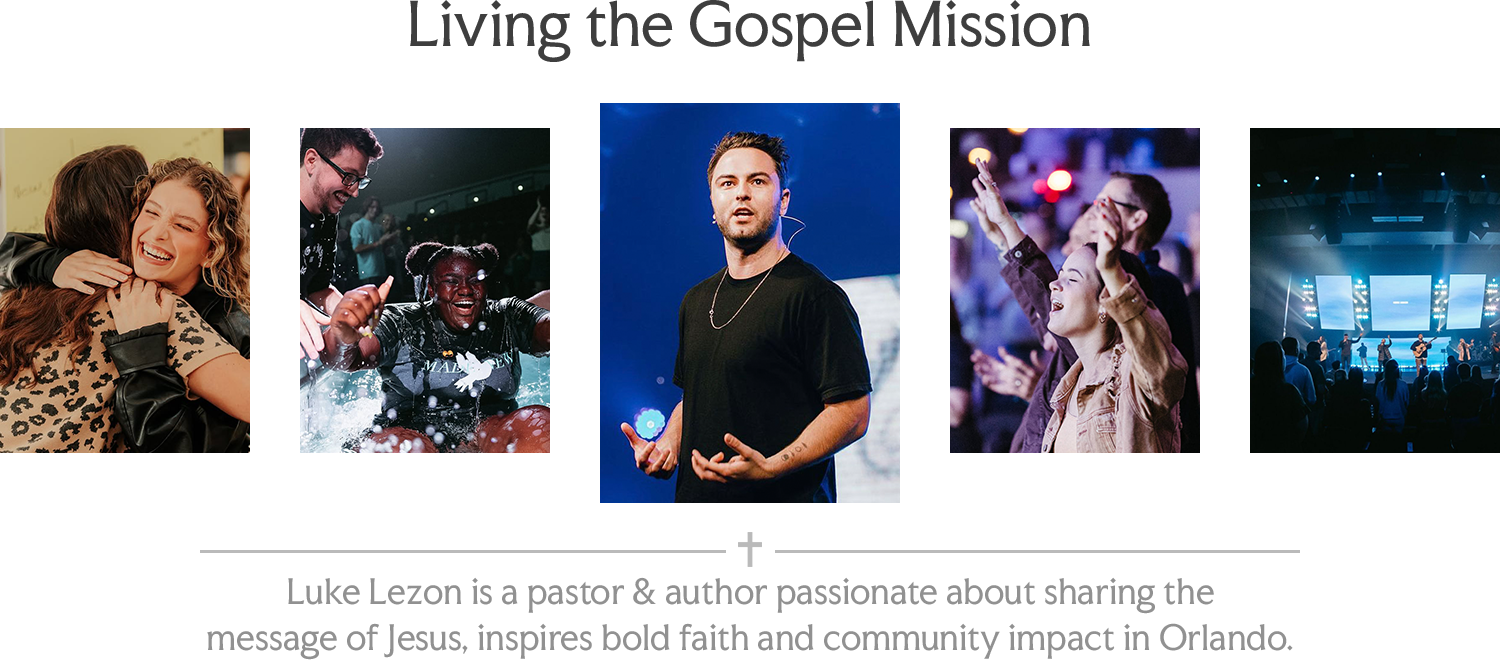 Living the Gospel Mission
Luke Lezon is a pastor & author passionate about sharing the
message of Jesus, inspires bold faith and community impact in Orlando.